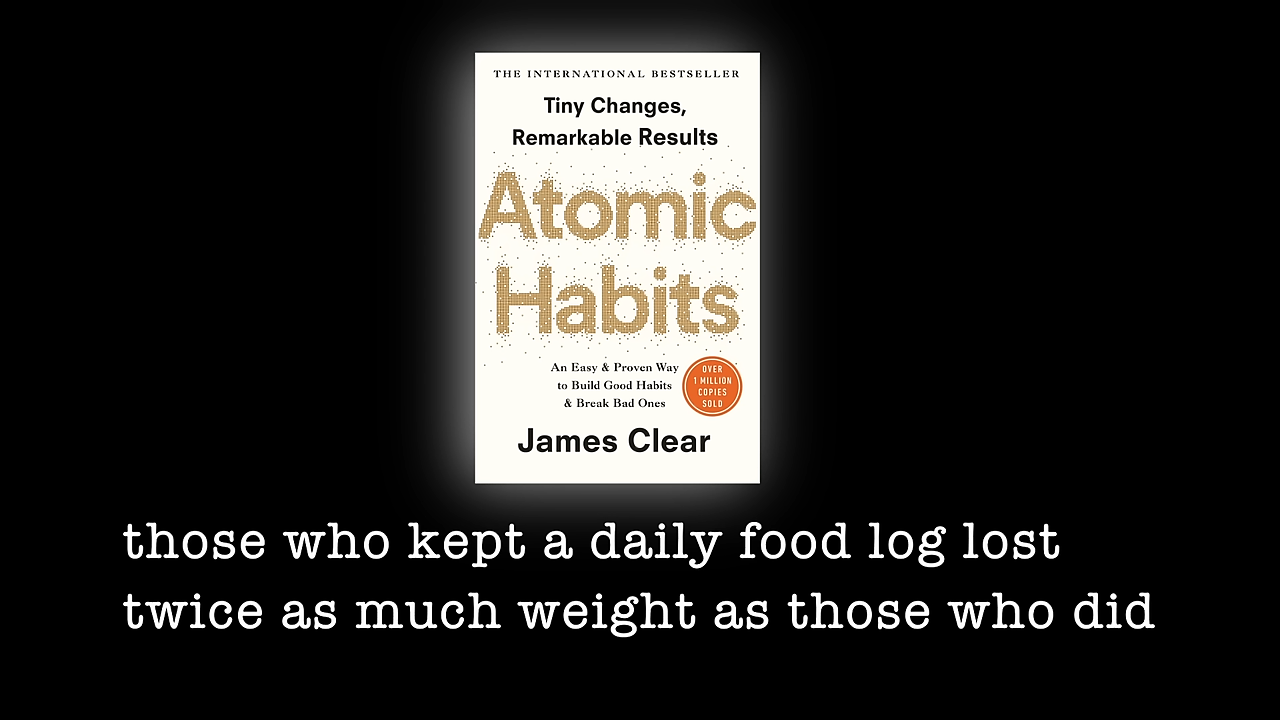 THE INTERNATIONAL BESTSELLER
Tiny Changes,
Remarkable Results
Atomic
Habits
An Easy & Proven Way
to Build Good Habits
& Break Bad Ones
OVER
1 MILLION
COPIES
SOLD
James Clear
those who kept a daily food log lost
twice as much weight as those who did